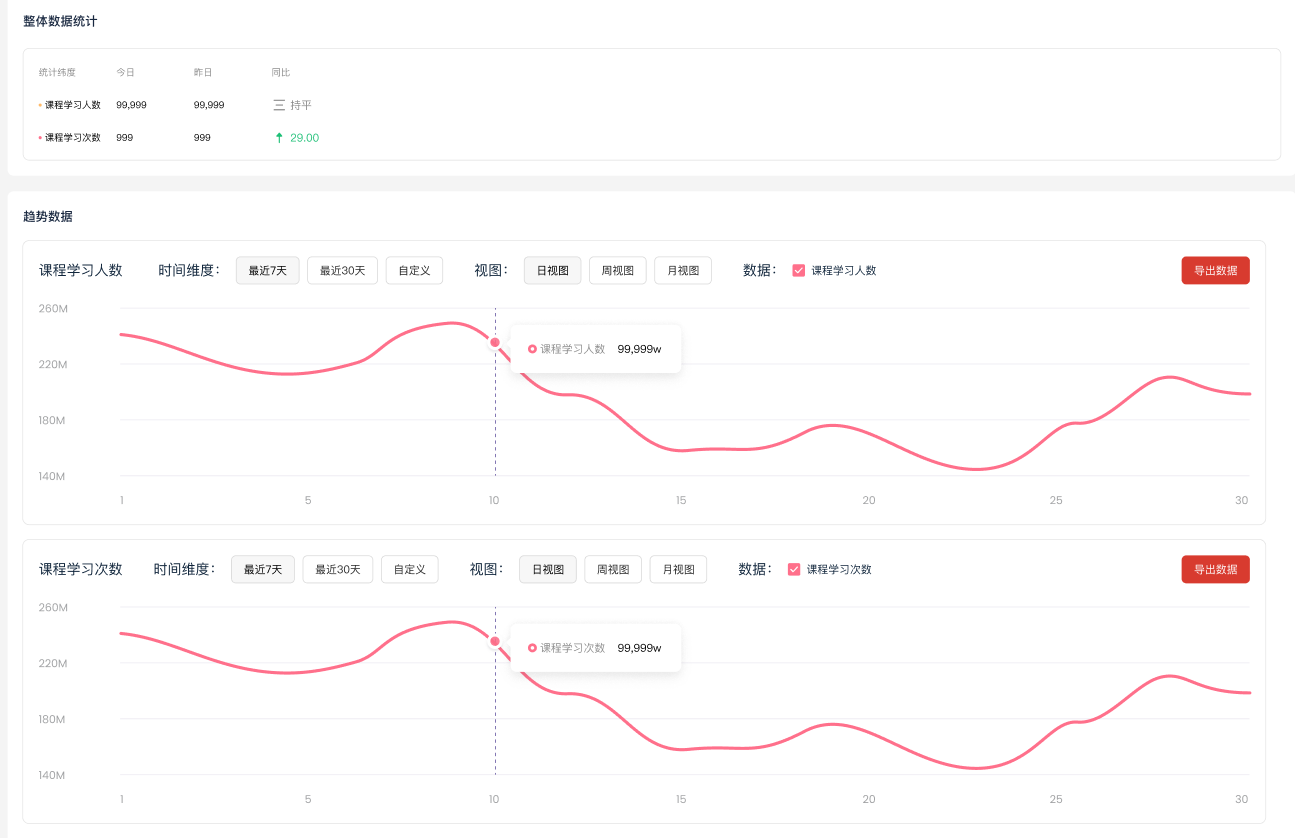 整体数据统计
统计纬度 今日 昨日 同比
课程学习人数 99,999 99,999 持平
课程学习次数 999 999 29.00
趋势数据
课程学习人数 时间维度： 最近7天 最近30天 自定义 视图： 日视图 周视图 月视图 数据： 课程学习人数 导出数据
260M
课程学习人数 99,999w
220M
180M
140M
1 5 10 15 20 25 30
课程学习次数 时间维度： 最近7天 最近30天 自定义 视图： 日视图 周视图 月视图 数据： 课程学习次数 导出数据
260M
课程学习次数 99,999w
220M
180M
140M
1 5 10 15 20 25 30